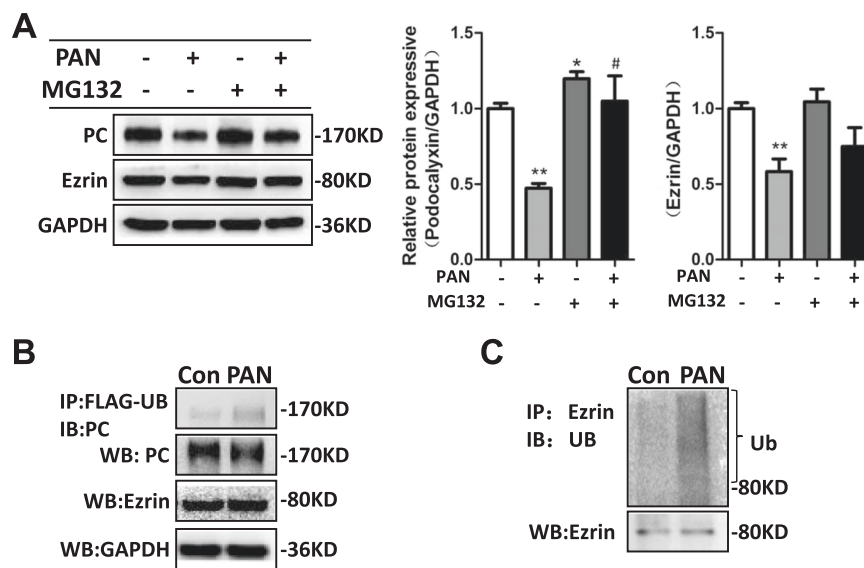 A
PAN - + - +
MG132 - - + +
PC -170KD
Ezrin -80KD
GAPDH -36KD
Relative protein expressive
(Podocalyxin/GAPDH)
1.5
1.0
0.5
0.0
** * #
PAN - + - +
MG132 - - + +
(Ezrin/GAPDH)
1.5
1.0
0.5
0.0
**
PAN - + - +
MG132 - - + +
B
Con PAN
IP:FLAG-UB -170KD
IB:PC
WB: PC -170KD
WB:Ezrin -80KD
WB:GAPDH -36KD
C
Con PAN
IP: Ezrin
IB: UB
Ub
-80KD
WB:Ezrin -80KD